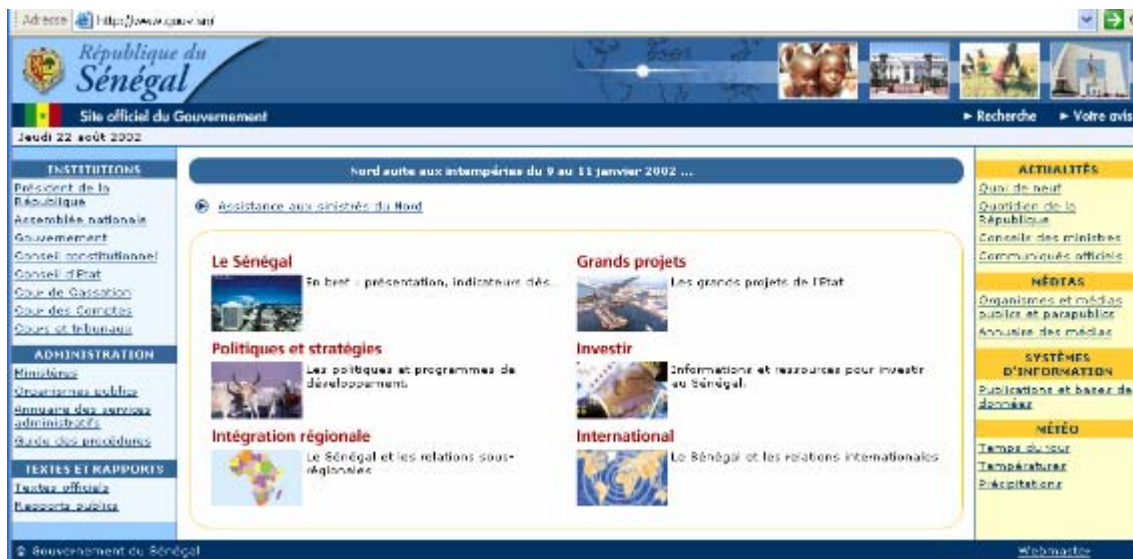 Adresse http://www.gouv.sn/
République du
Sénégal
Site officiel du Gouvernement
Recherche
Votre avis
Jeudi 22 août 2002
INSTITUTIONS
Président de la
République
Assemblée nationale
Gouvernement
Conseil constitutionnel
Conseil d'Etat
Cour de Cassation
Cour des Comptes
Cours et tribunaux
ADMINISTRATION
Ministères
Organismes publics
Annuaire des services
administratifs
Guide des procédures
TEXTES ET RAPPORTS
Textes officiels
Rapports publics
Nord suite aux intempéries du 9 au 11 janvier 2002 ...
Assistance aux sinistrés du Nord
Le Sénégal
En bref : présentation, indicateurs clés...
Grands projets
Les grands projets de l'Etat
Politiques et stratégies
Les politiques et programmes de
développement.
Investir
Informations et ressources pour investir
au Sénégal.
Intégration régionale
Le Sénégal et les relations sous-
régionales
International
Le Sénégal et les relations internationales
ACTUALITÉS
Quoi de neuf
Quotidien de la
République
Conseils des ministres
Communiqués officiels
MÉDIAS
Organismes et médias
publics et parapublics
Annuaire des médias
SYSTÈMES
D'INFORMATION
Publications et bases de
données
MÉTÉO
Temps du jour
Températures
Précipitations
© Gouvernement du Sénégal
Webmaster